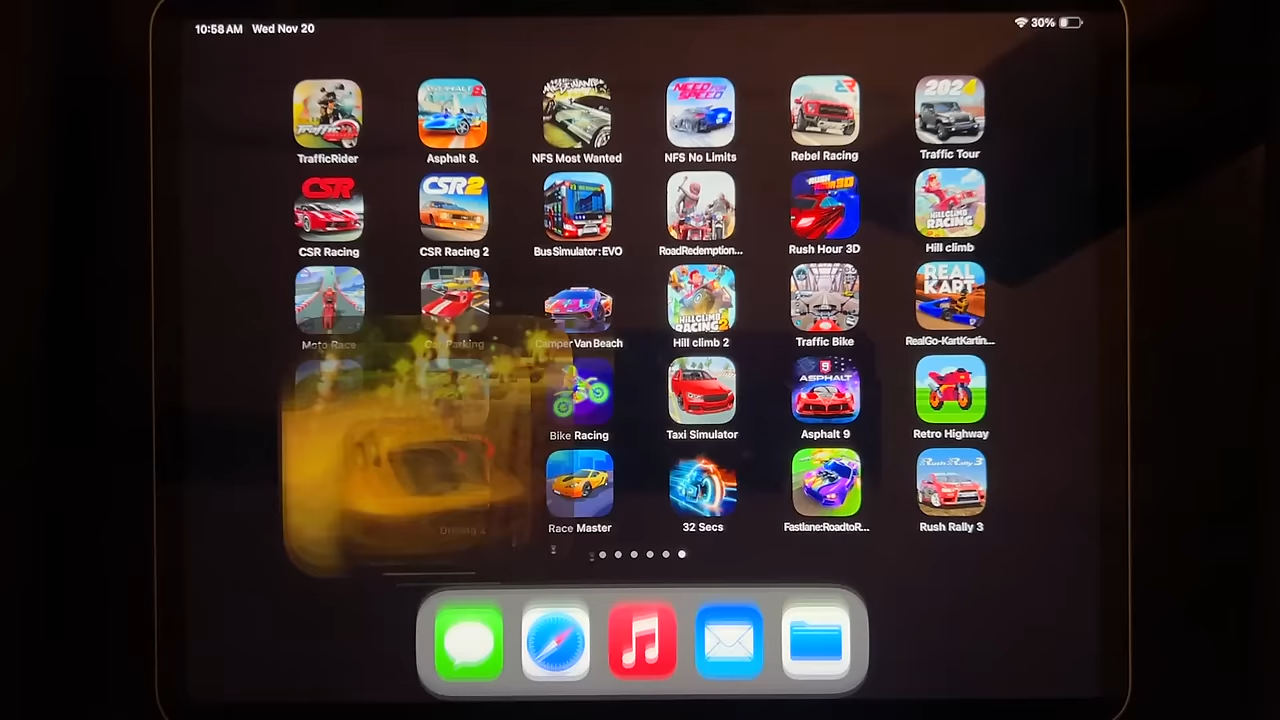 10:58 AM Wed Nov 20
30%
TrafficRider
Asphalt 8.
NFS Most Wanted
NFS No Limits
Rebel Racing
Traffic Tour
CSR Racing
CSR Racing 2
Bus Simulator : EVO
RoadRedemption...
Rush Hour 3D
Hill climb
Moto Race
Car Parking
Camper Van Beach
Hill climb 2
Traffic Bike
RealGo-KartKartin...
Bike Racing
Taxi Simulator
Asphalt 9
Retro Highway
Race Master
32 Secs
Fastlane:RoadtoR...
Rush Rally 3